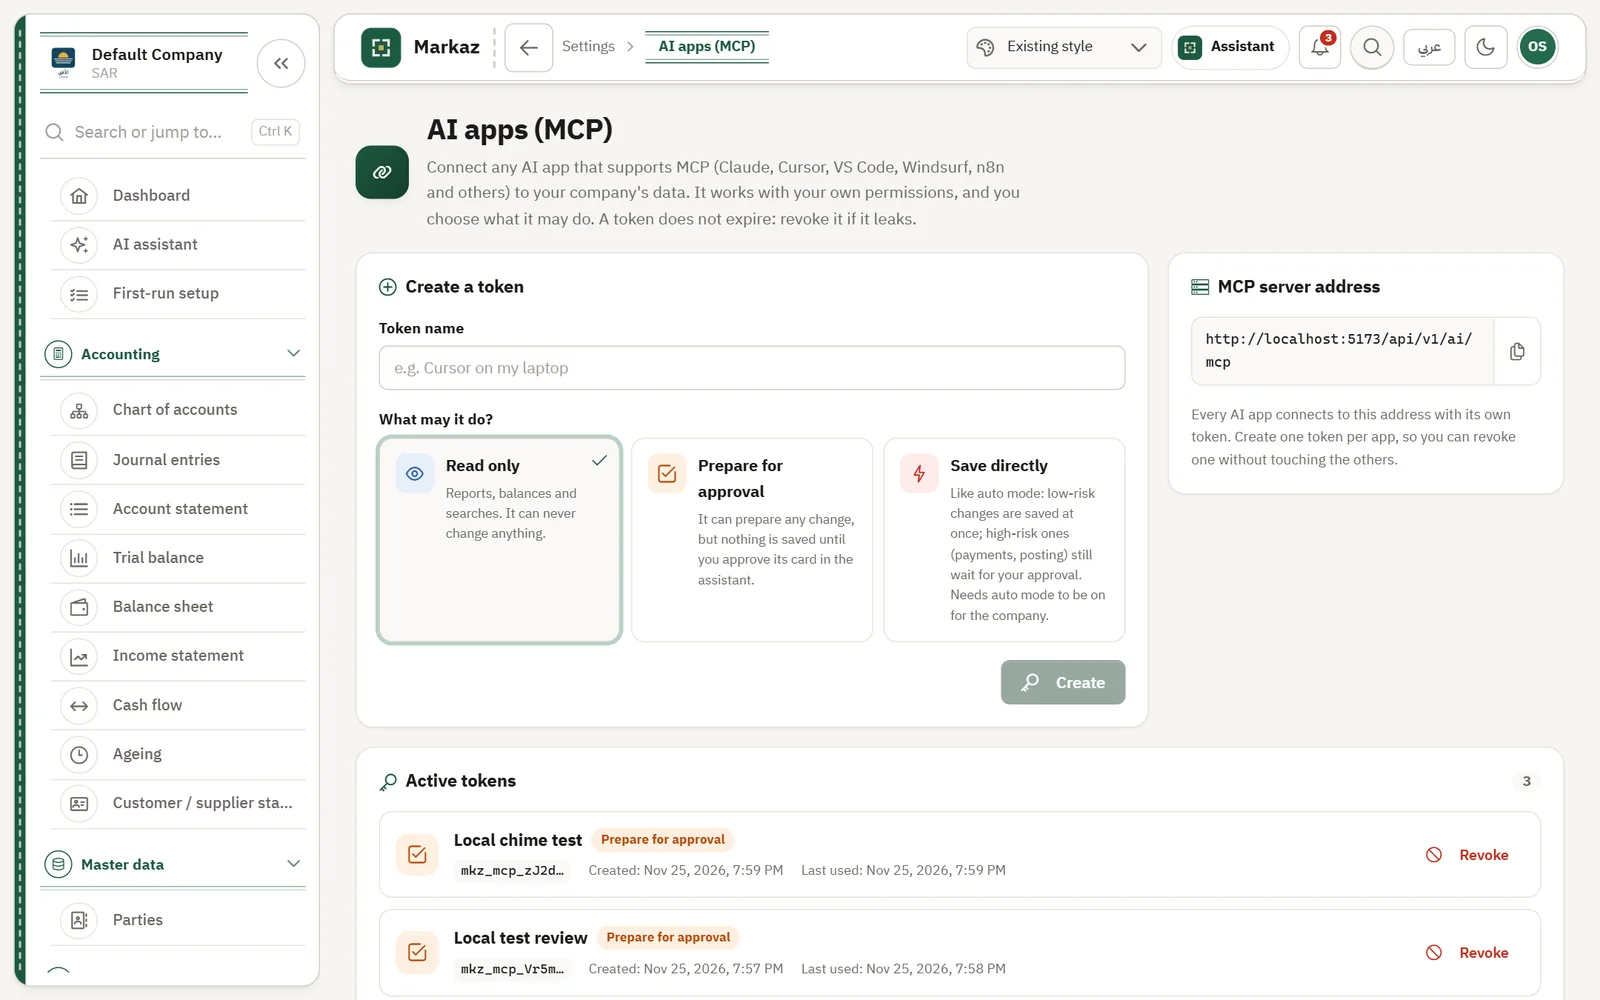 Default Company
SAR
Search or jump to...
Ctrl K
Dashboard
AI assistant
First-run setup
Accounting
Chart of accounts
Journal entries
Account statement
Trial balance
Balance sheet
Income statement
Cash flow
Ageing
Customer / supplier sta...
Master data
Parties
Markaz
Settings
AI apps (MCP)
Existing style
Assistant
3
عربي
OS
AI apps (MCP)
Connect any AI app that supports MCP (Claude, Cursor, VS Code, Windsurf, n8n
and others) to your company's data. It works with your own permissions, and you
choose what it may do. A token does not expire: revoke it if it leaks.
Create a token
Token name
e.g. Cursor on my laptop
What may it do?
Read only
Reports, balances and
searches. It can never
change anything.
Prepare for
approval
It can prepare any change,
but nothing is saved until
you approve its card in the
assistant.
Save directly
Like auto mode: low-risk
changes are saved at
once; high-risk ones
(payments, posting) still
wait for your approval.
Needs auto mode to be on
for the company.
Create
MCP server address
http://localhost:5173/api/v1/ai/
mcp
Every AI app connects to this address with its own
token. Create one token per app, so you can revoke
one without touching the others.
Active tokens
3
Local chime test
Prepare for approval
mkz_mcp_zJ2d…
Created: Nov 25, 2026, 7:59 PM
Last used: Nov 25, 2026, 7:59 PM
Revoke
Local test review
Prepare for approval
mkz_mcp_Vr5m…
Created: Nov 25, 2026, 7:57 PM
Last used: Nov 25, 2026, 7:58 PM
Revoke